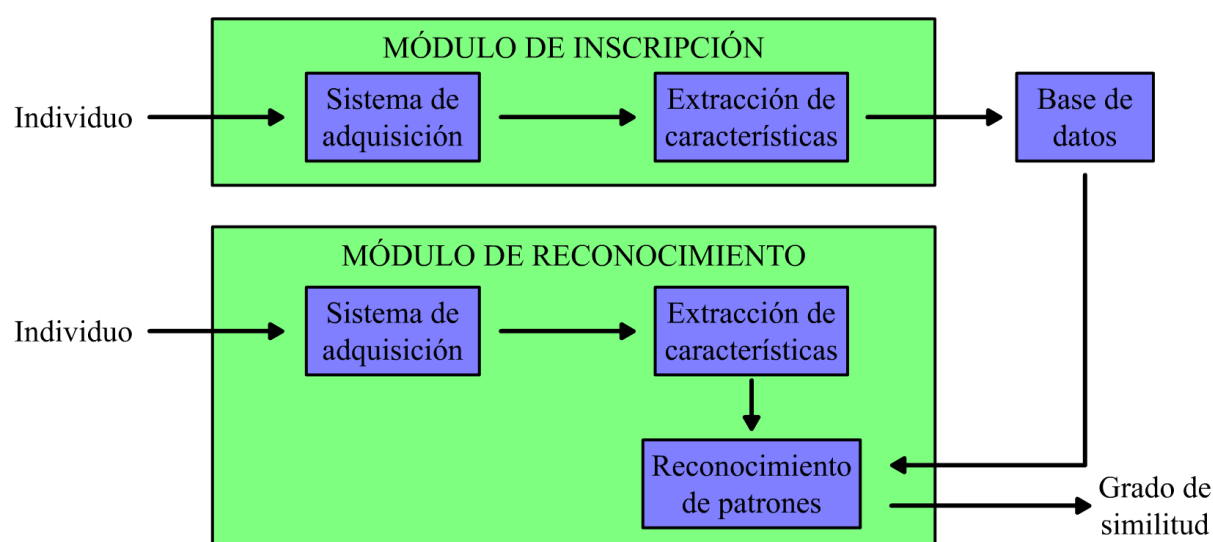 MÓDULO DE INSCRIPCIÓN
Individuo
Sistema de
adquisición
Extracción de
características
Base de
datos
MÓDULO DE RECONOCIMIENTO
Individuo
Sistema de
adquisición
Extracción de
características
Reconocimiento
de patrones
Grado de
similitud